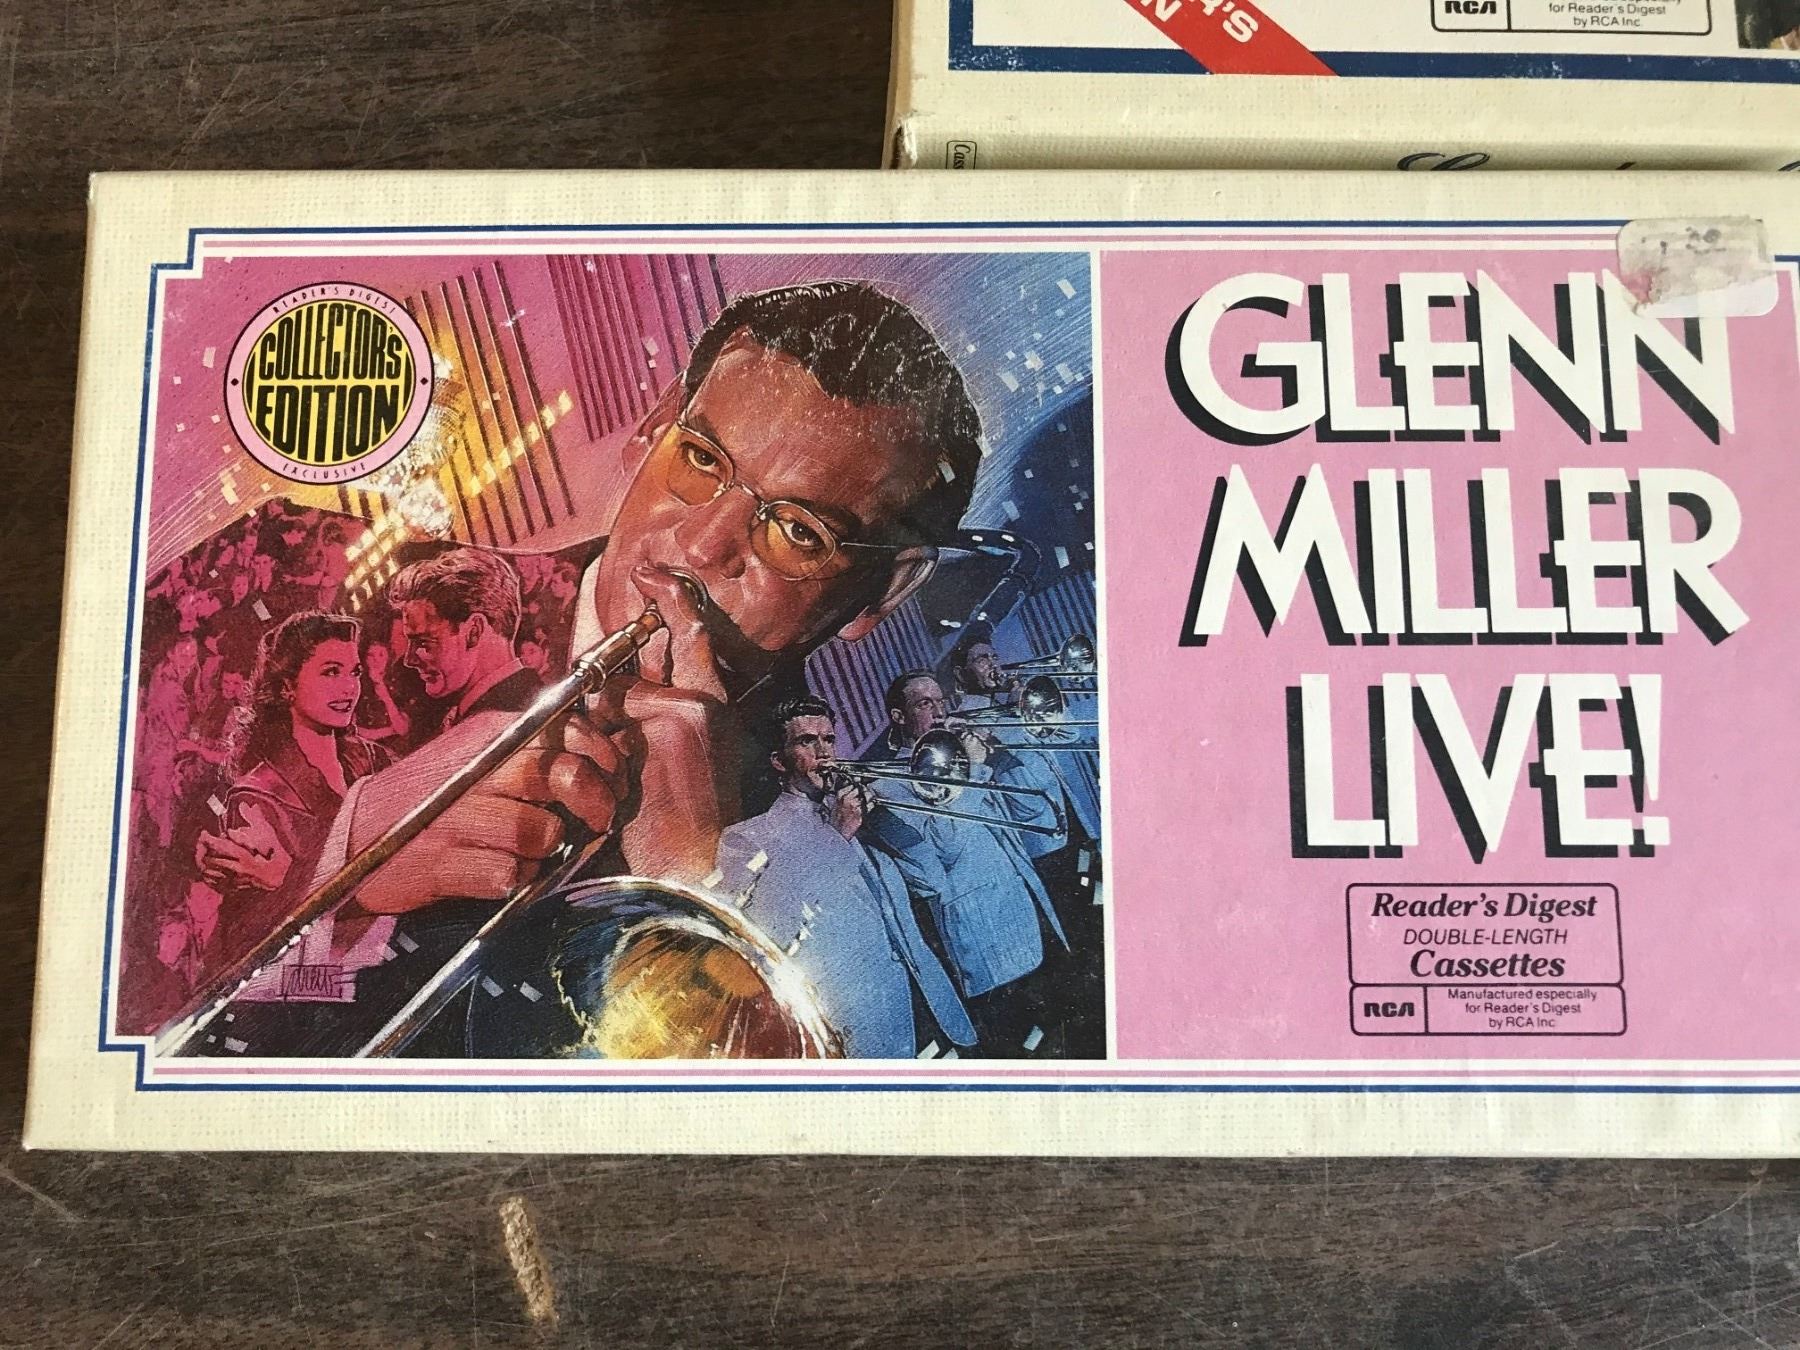 RCA
for Reader's Digest
by RCA Inc.
READER'S DIGEST
COLLECTOR'S
EDITION
EXCLUSIVE
GLENN
MILLER
LIVE!
Reader's Digest
DOUBLE-LENGTH
Cassettes
RCA
Manufactured especially
for Reader's Digest
by RCA Inc